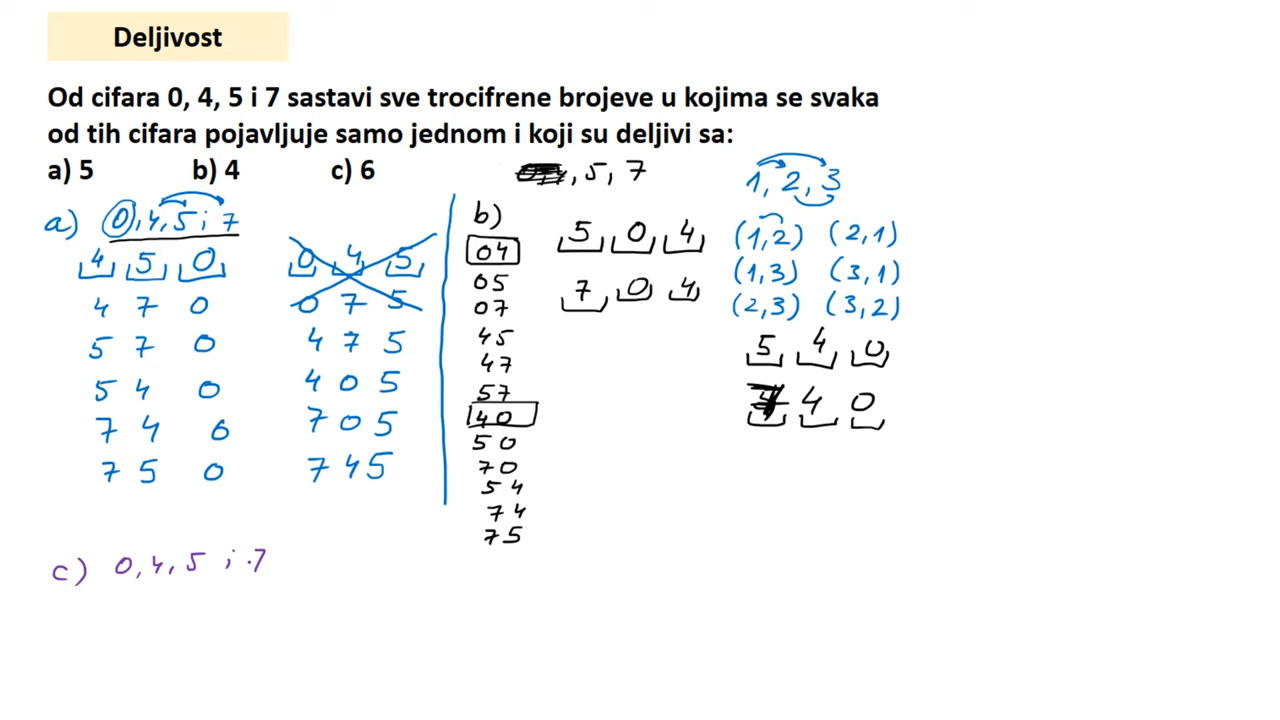 Deljivost
Od cifara 0, 4, 5 i 7 sastavi sve trocifrene brojeve u kojima se svaka
od tih cifara pojavljuje samo jednom i koji su deljivi sa:
a) 5 b) 4 c) 6
a) 0, 4, 5 i 7
4 5 0
4 7 0
5 7 0
5 4 0
7 4 0
7 5 0
0 4 5
0 7 5
4 7 5
4 0 5
7 0 5
7 4 5
b)
04
05
07
45
47
57
40
50
70
54
74
75
, 5, 7
5 0 4
7 0 4
1, 2, 3
(1,2) (2,1)
(1,3) (3,1)
(2,3) (3,2)
5 4 0
4 0
c) 0, 4, 5 i 7